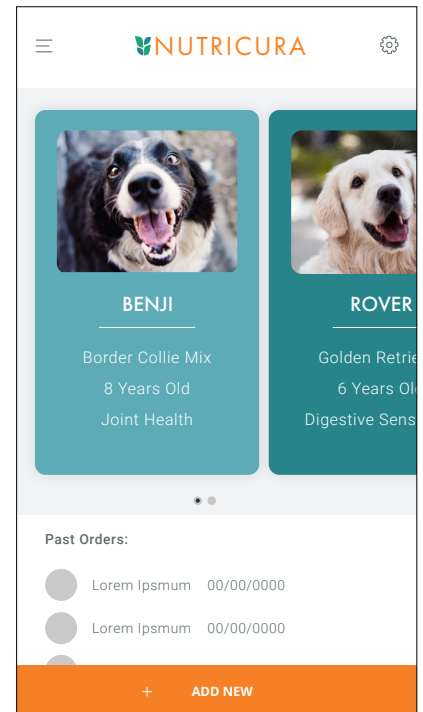 NUTRICURA
BENJI
Border Collie Mix
8 Years Old
Joint Health
ROVER
Golden Retrie
6 Years Ol
Digestive Sens
Past Orders:
Lorem Ipsmum 00/00/0000
Lorem Ipsmum 00/00/0000
+ ADD NEW